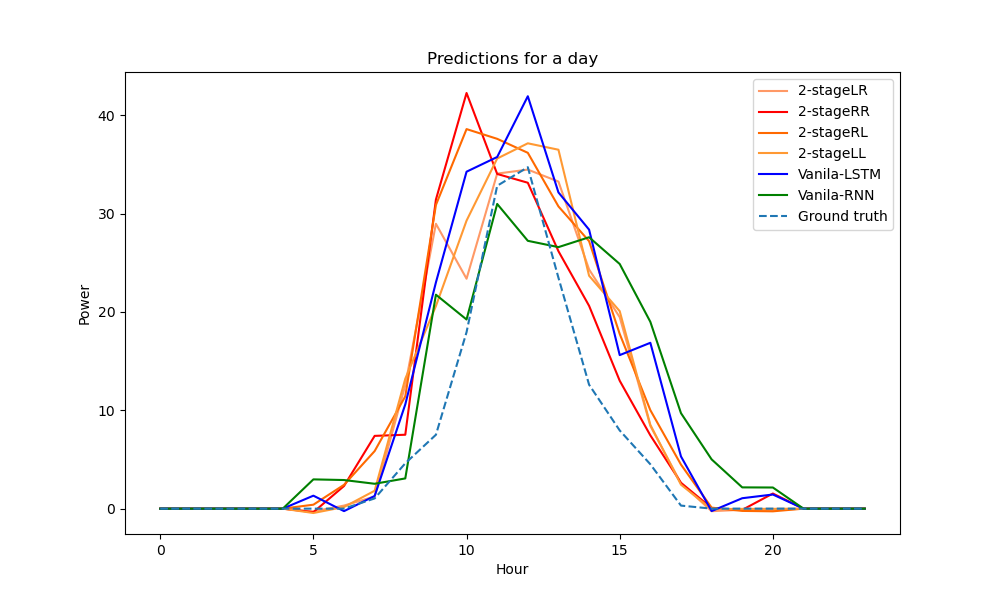 Predictions for a day
2-stageLR
2-stageRR
2-stageRL
2-stageLL
Vanila-LSTM
Vanila-RNN
Ground truth
Power
40
30
20
10
0
0 5 10 15 20
Hour